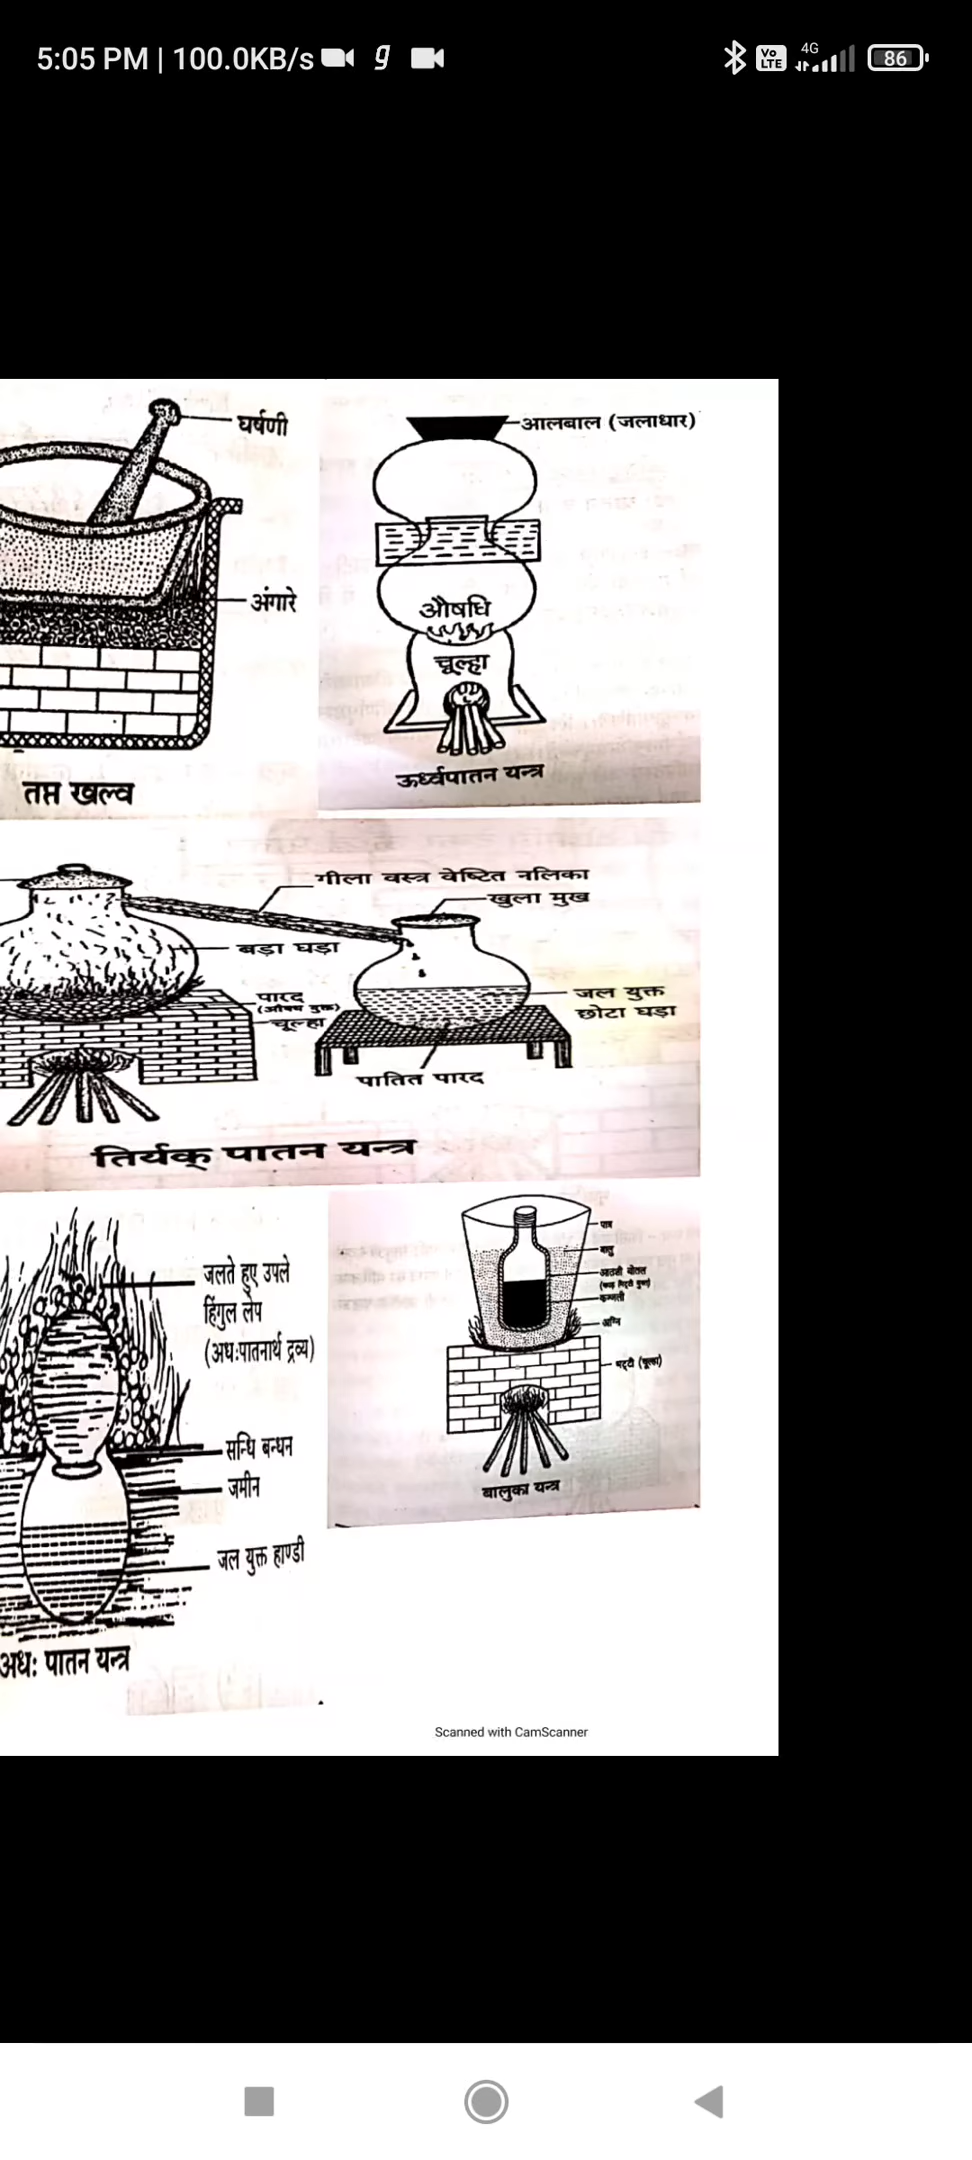 5:05 PM | 100.0KB/s
g
Vo LTE
4G
86
घर्षणी
अंगारे
तप्त खल्व
आलबाल (जलाधार)
औषधि
चूल्हा
ऊर्ध्वपातन यन्त्र
गीला वस्त्र वेष्टित नलिका
खुला मुख
बड़ा घड़ा
पारद
चूल्हा
जल युक्त
छोटा घड़ा
पातित पारद
तिर्यक् पातन यन्त्र
जलते हुए उपले
हिंगुल लेप
(अधःपातनार्थ द्रव्य)
सन्धि बन्धन
जमीन
जल युक्त हाण्डी
अधः पातन यन्त्र
पात्र
बालु
अग्नि
बालुका यन्त्र
Scanned with CamScanner